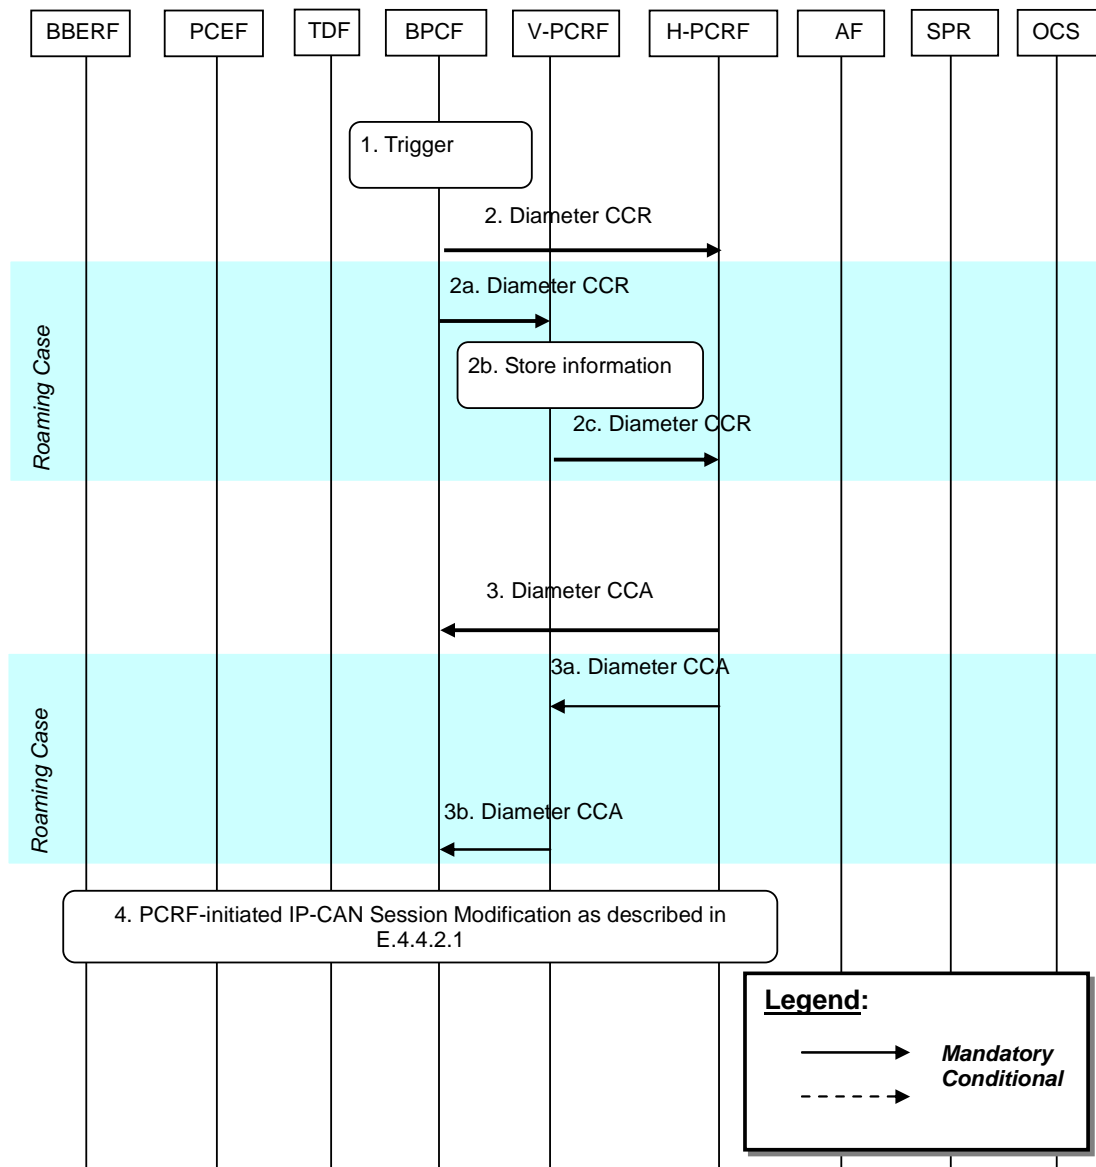 BBERF
PCEF
TDF
BPCF
V-PCRF
H-PCRF
AF
SPR
OCS
1. Trigger
2. Diameter CCR
Roaming Case
2a. Diameter CCR
2b. Store information
2c. Diameter CCR
3. Diameter CCA
Roaming Case
3a. Diameter CCA
3b. Diameter CCA
4. PCRF-initiated IP-CAN Session Modification as described in
E.4.4.2.1
Legend:
Mandatory
Conditional